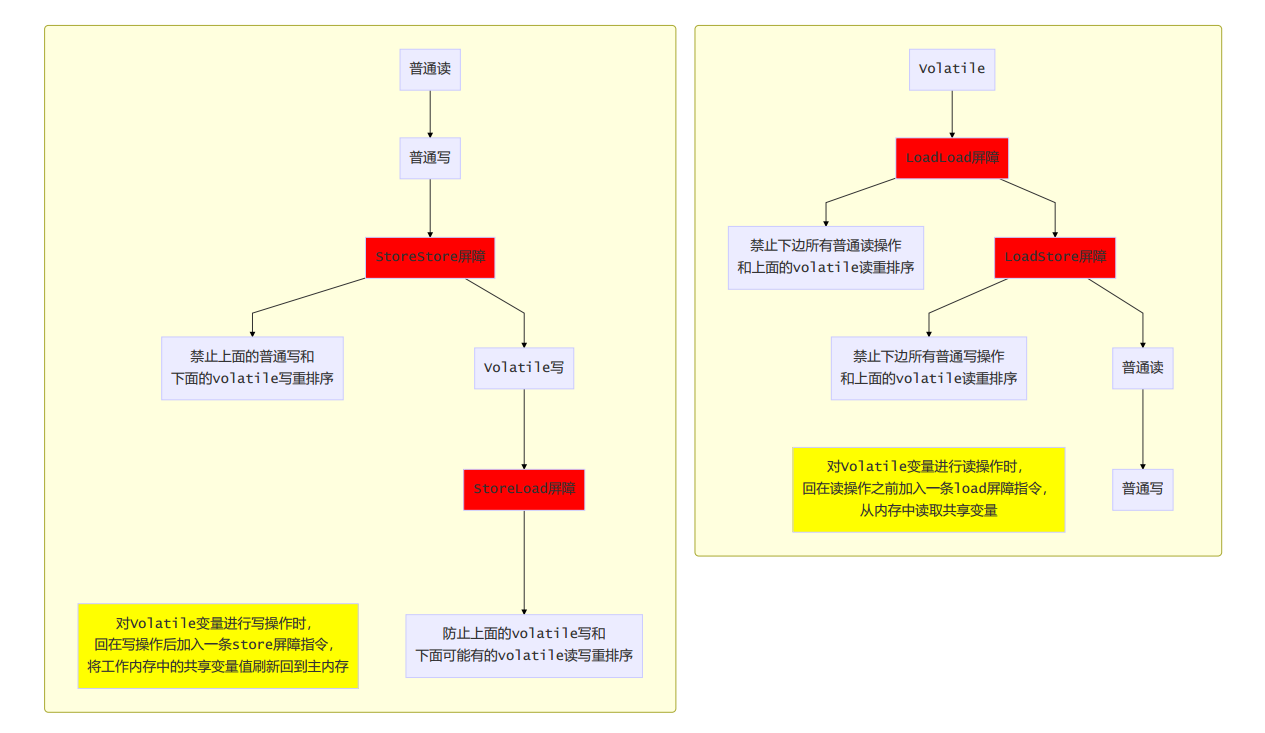 普通读
普通写
StoreStore屏障
禁止上面的普通写和
下面的volatile写重排序
Volatile写
StoreLoad屏障
对Volatile变量进行写操作时,
回在写操作后加入一条store屏障指令,
将工作内存中的共享变量值刷新回到主内存
防止上面的volatile写和
下面可能有的volatile读写重排序
Volatile
LoadLoad屏障
禁止下边所有普通读操作
和上面的volatile读重排序
LoadStore屏障
禁止下边所有普通写操作
和上面的volatile读重排序
普通读
对Volatile变量进行读操作时,
回在读操作之前加入一条load屏障指令,
从内存中读取共享变量
普通写